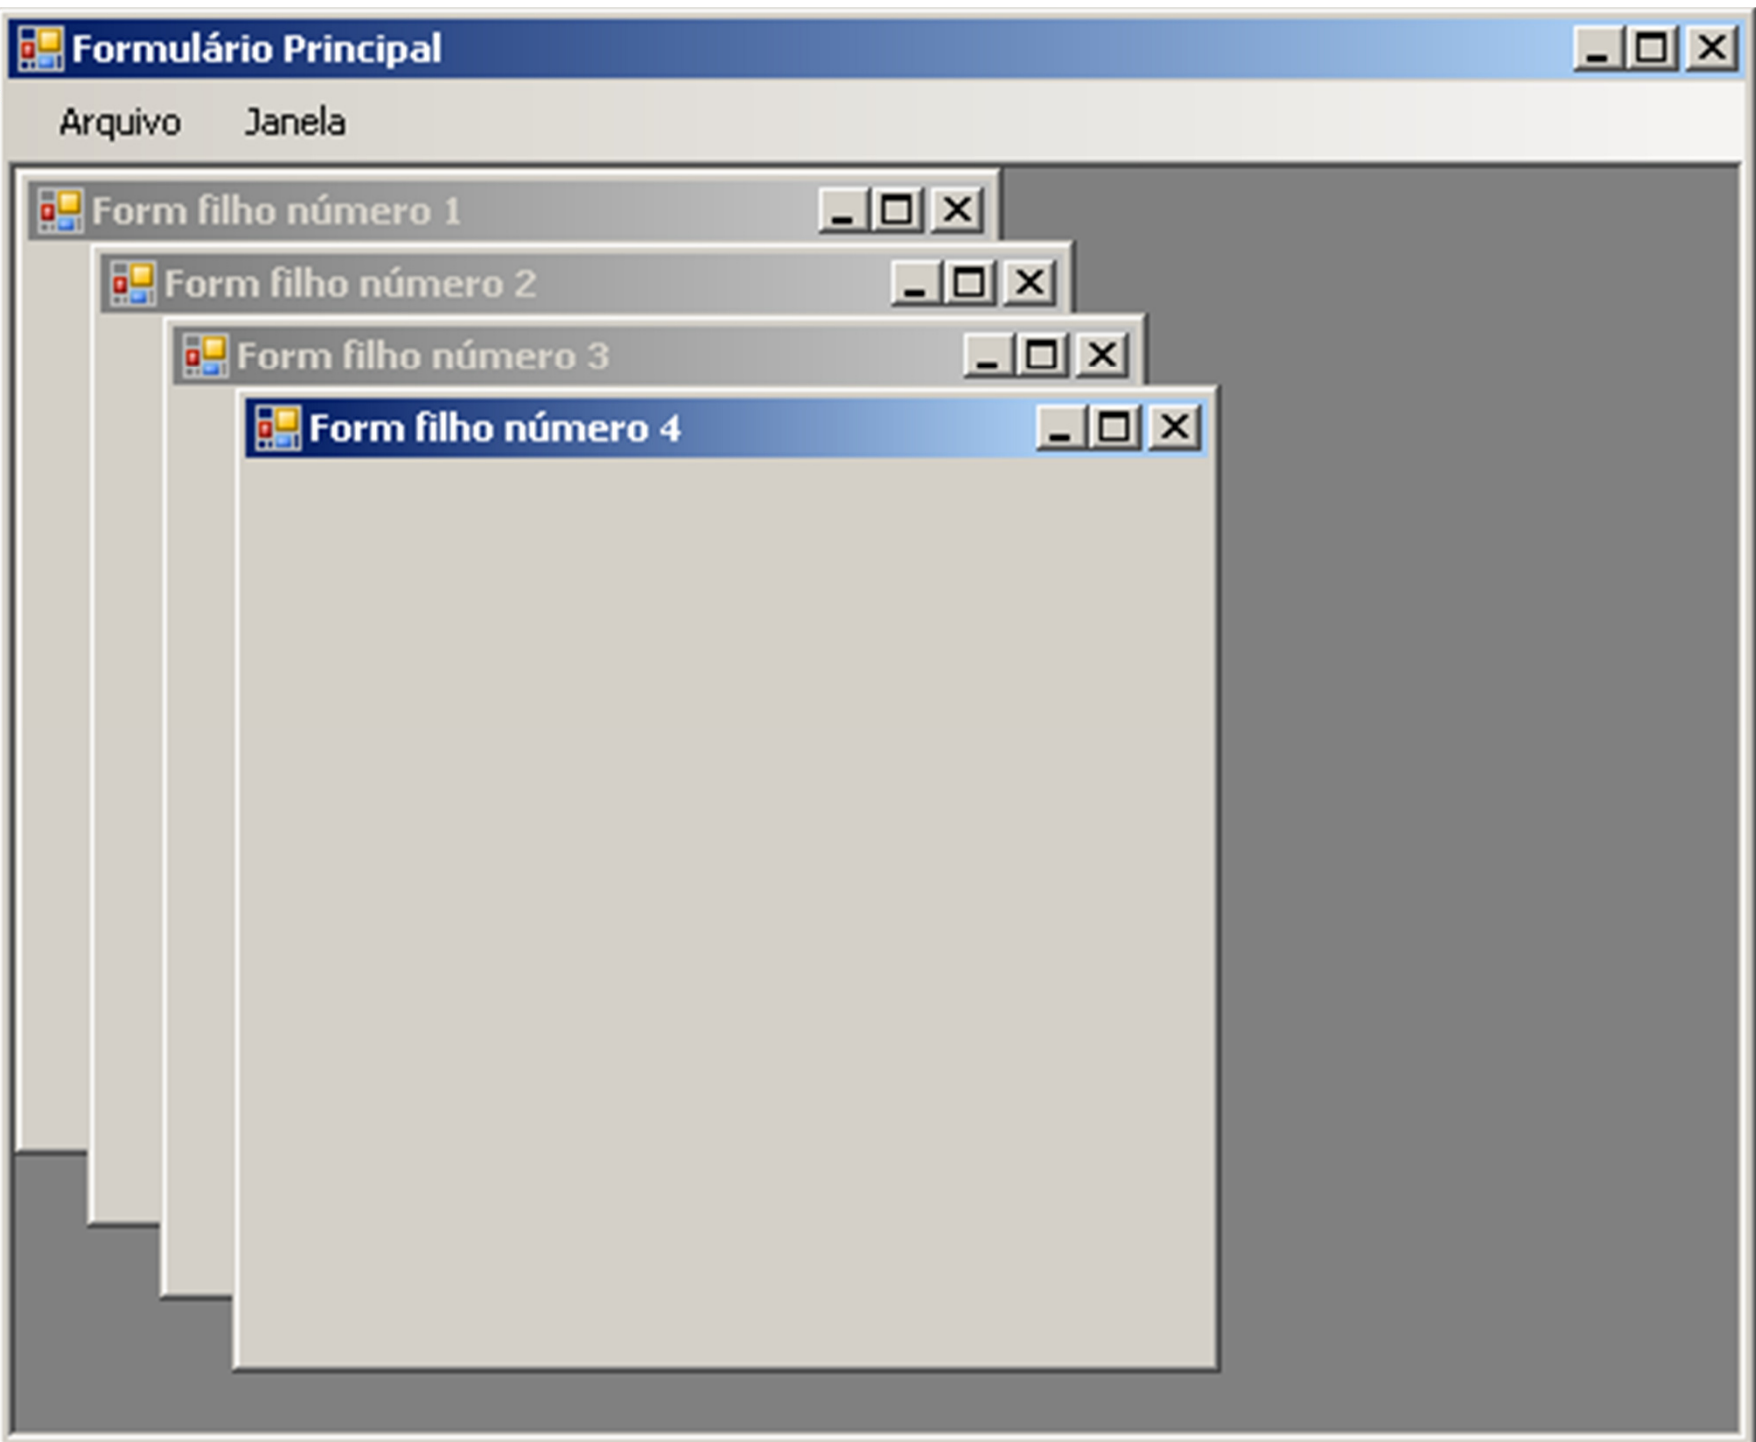 Formulário Principal
Arquivo Janela
Form filho número 1
Form filho número 2
Form filho número 3
Form filho número 4